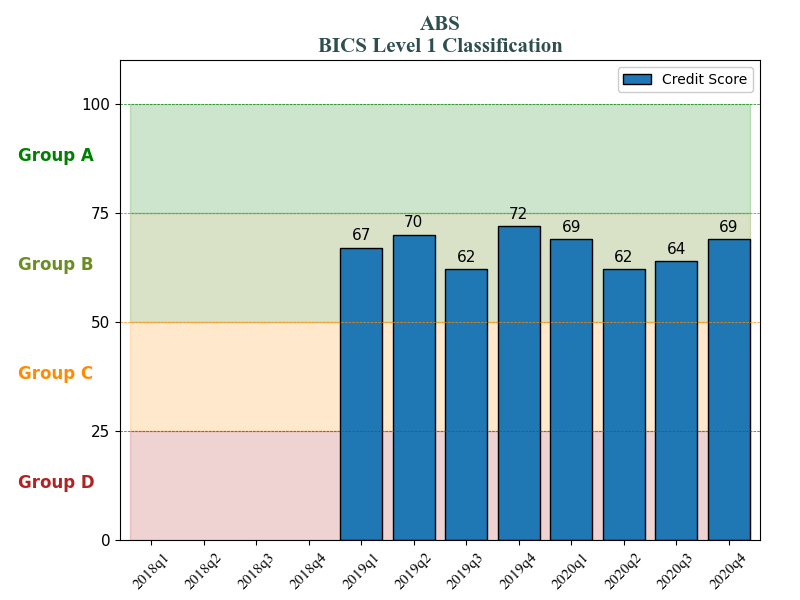 ABS
BICS Level 1 Classification
Credit Score
100
Group A
75
72
70
69
69
67
64
62
62
Group B
50
Group C
25
Group D
0
2018q1
2018q2
2018q3
2018q4
2019q1
2019q2
2019q3
2019q4
2020q1
2020q2
2020q3
2020q4